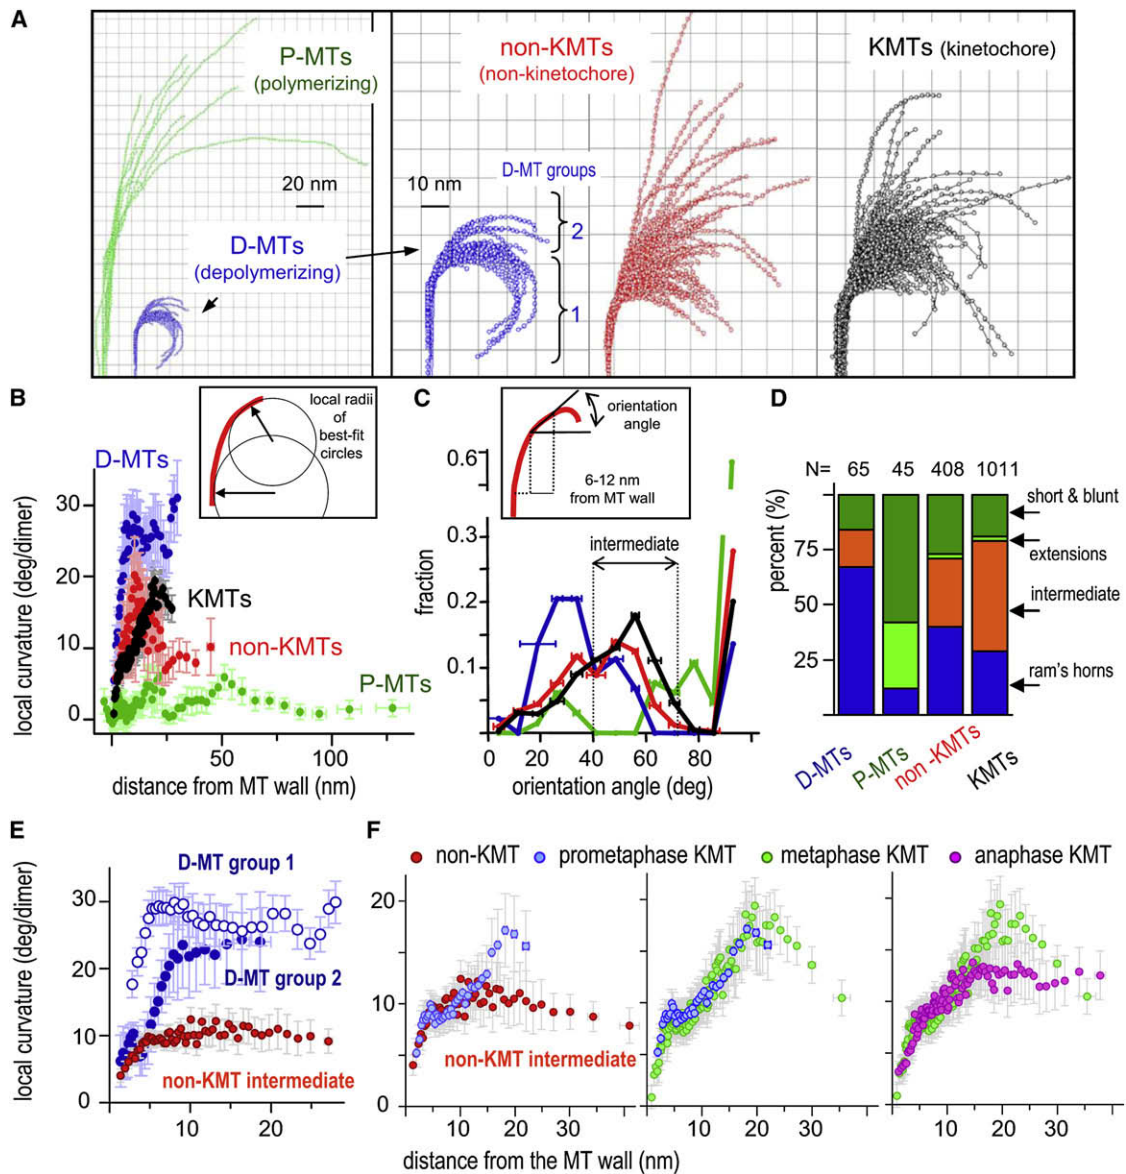 A
P-MTs
(polymerizing)
20 nm
D-MTs
(depolymerizing)
non-KMTs
(non-kinetochore)
D-MT groups
10 nm
2
1
KMTs (kinetochore)
B
local radii
of
best-fit
circles
D-MTs
KMTs
non-KMTs
P-MTs
local curvature (deg/dimer)
30
20
10
0
0
50
100
distance from MT wall (nm)
C
orientation
angle
6-12 nm
from MT wall
intermediate
fraction
0.6
0.3
0.2
0.1
0
20
40
60
80
orientation angle (deg)
D
N= 65 45 408 1011
percent (%)
75
50
25
short & blunt
extensions
intermediate
ram's horns
D-MTs
P-MTs
non -KMTs
KMTs
E
D-MT group 1
D-MT group 2
non-KMT intermediate
local curvature (deg/dimer)
30
20
10
0
10
20
F
non-KMT prometaphase KMT metaphase KMT anaphase KMT
20
10
0
non-KMT intermediate
0 10 20 30 40
0 10 20 30
0 10 20 30
distance from the MT wall (nm)